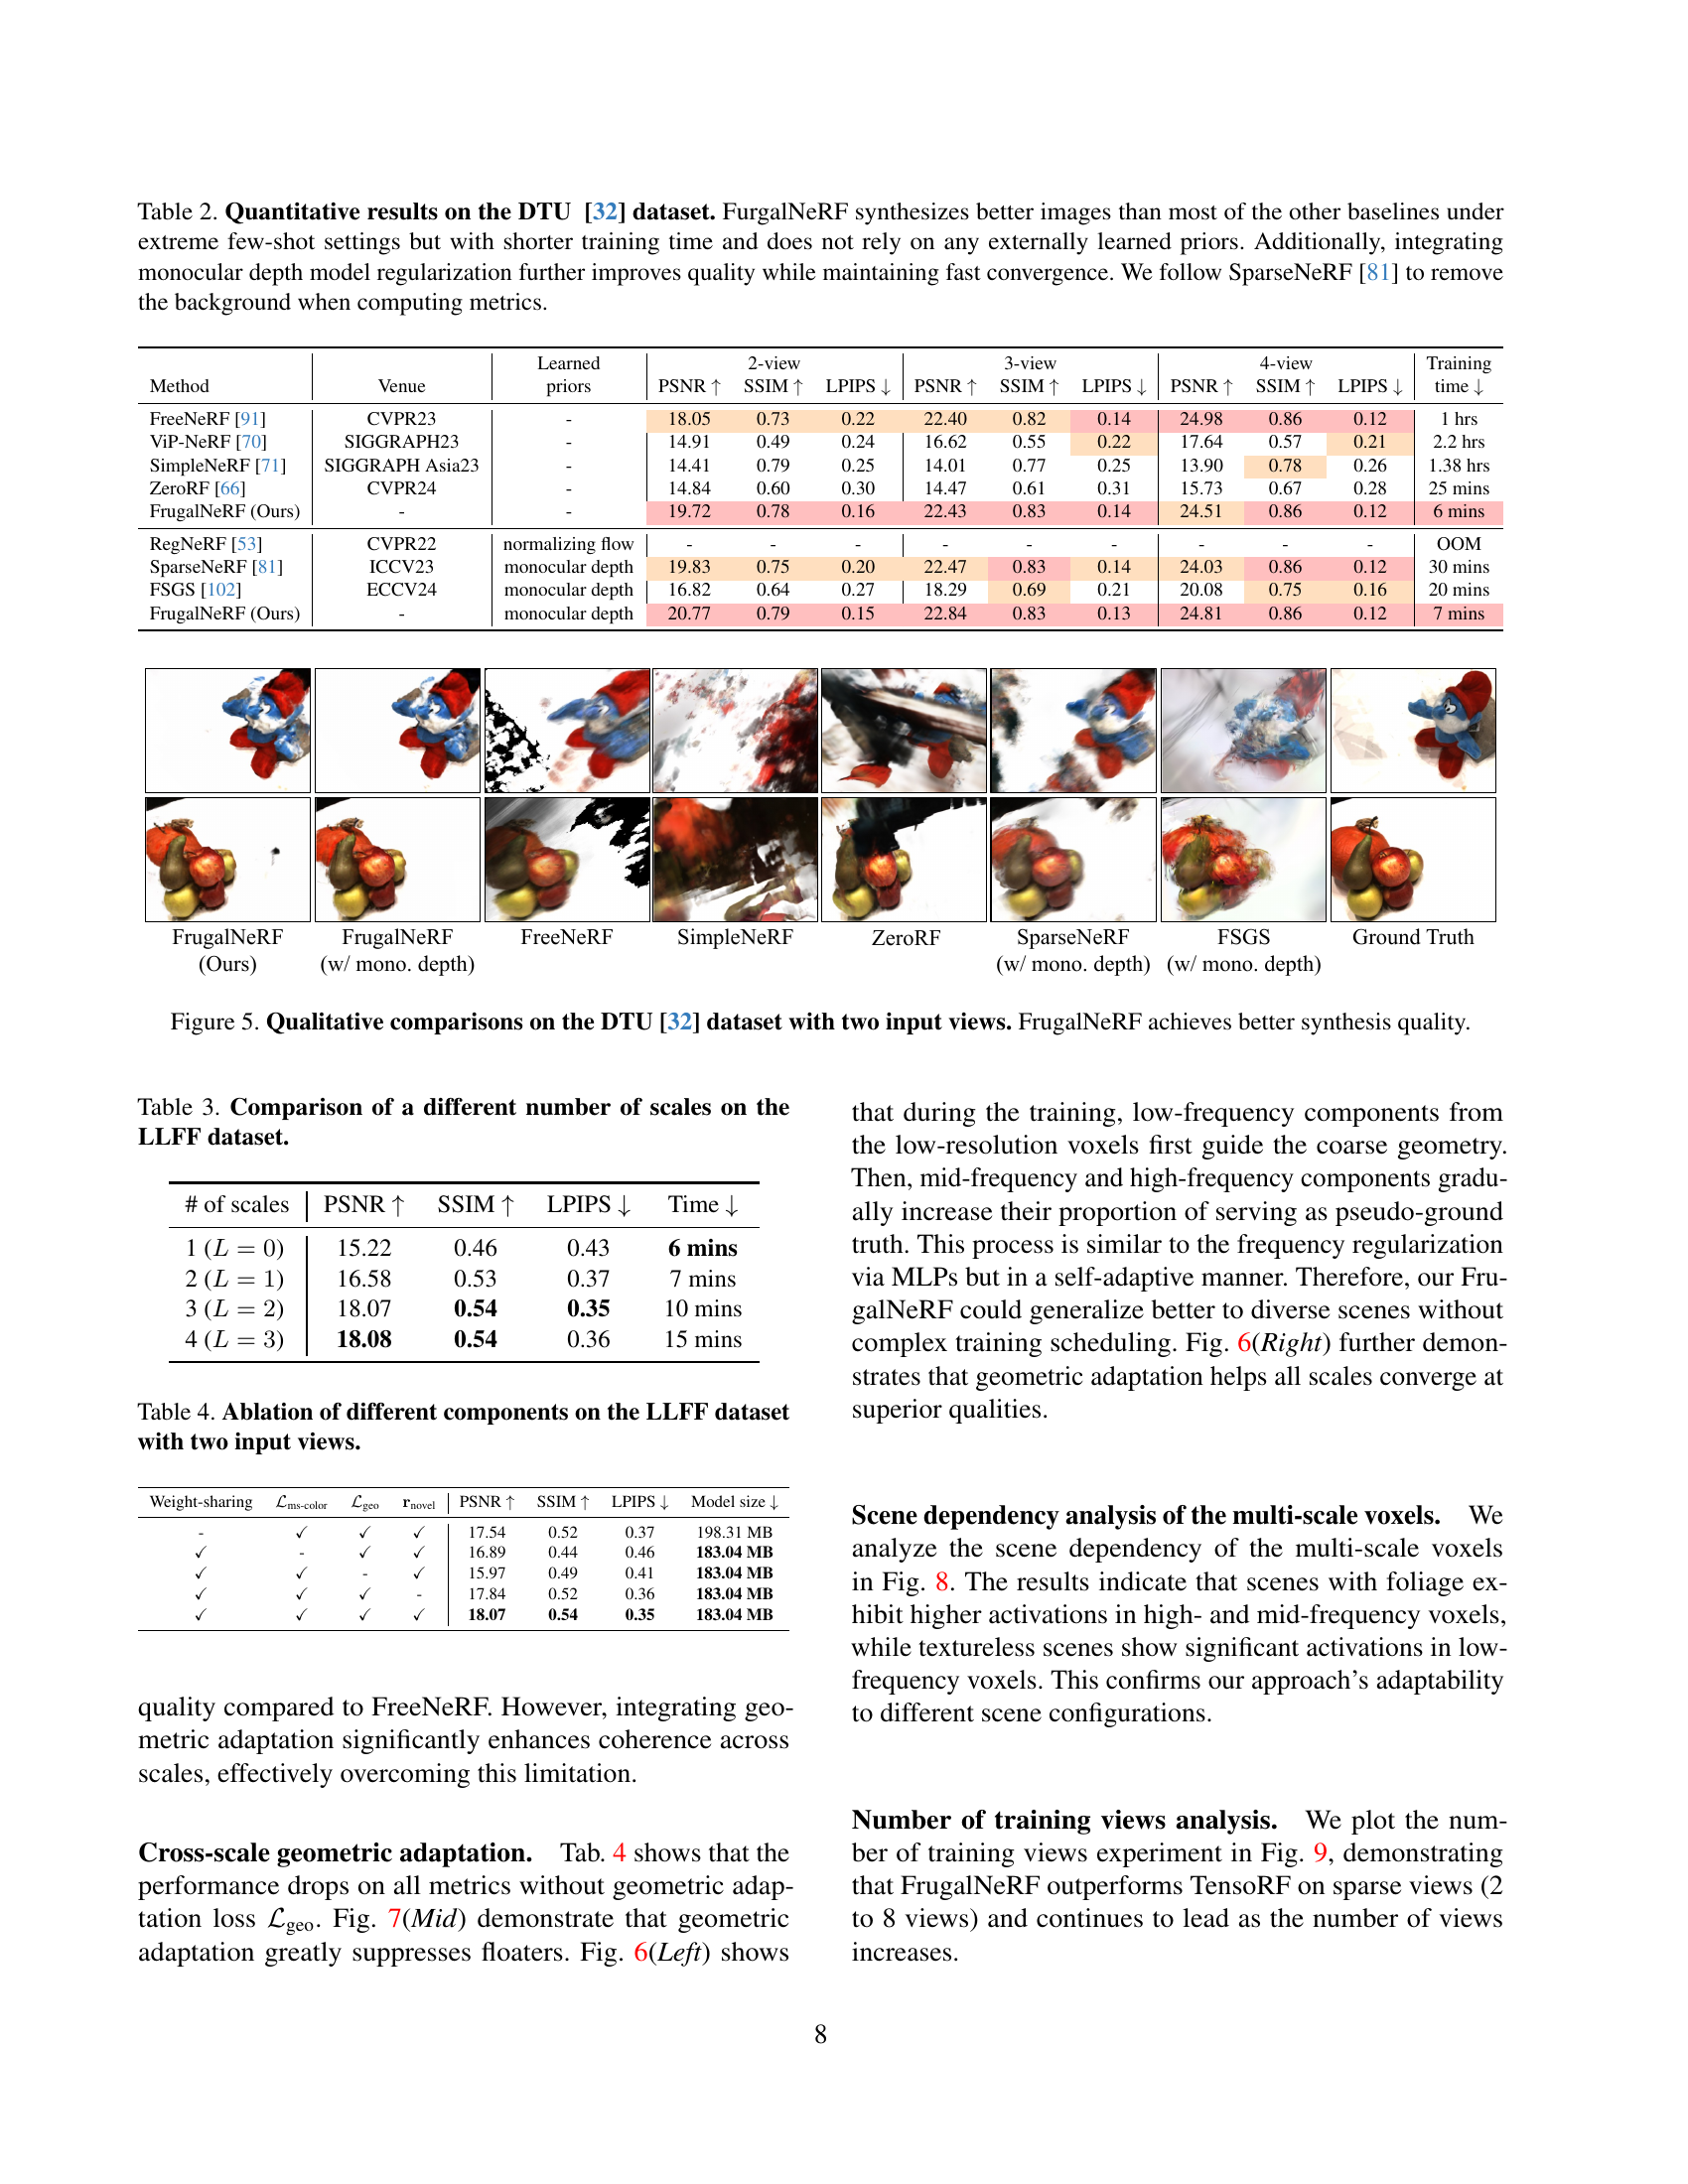 Table 2. Quantitative results on the DTU [32] dataset. FurgalNeRF synthesizes better images than most of the other baselines under
extreme few-shot settings but with shorter training time and does not rely on any externally learned priors. Additionally, integrating
monocular depth model regularization further improves quality while maintaining fast convergence. We follow SparseNeRF [81] to remove
the background when computing metrics.
Learned 2-view 3-view 4-view Training
Method Venue priors PSNR ↑ SSIM ↑ LPIPS ↓ PSNR ↑ SSIM ↑ LPIPS ↓ PSNR ↑ SSIM ↑ LPIPS ↓ time ↓
FreeNeRF [91] CVPR23 - 18.05 0.73 0.22 22.40 0.82 0.14 24.98 0.86 0.12 1 hrs
ViP-NeRF [70] SIGGRAPH23 - 14.91 0.49 0.24 16.62 0.55 0.22 17.64 0.57 0.21 2.2 hrs
SimpleNeRF [71] SIGGRAPH Asia23 - 14.41 0.79 0.25 14.01 0.77 0.25 13.90 0.78 0.26 1.38 hrs
ZeroRF [66] CVPR24 - 14.84 0.60 0.30 14.47 0.61 0.31 15.73 0.67 0.28 25 mins
FrugalNeRF (Ours) - - 19.72 0.78 0.16 22.43 0.83 0.14 24.51 0.86 0.12 6 mins
RegNeRF [53] CVPR22 normalizing flow - - - - - - - - - OOM
SparseNeRF [81] ICCV23 monocular depth 19.83 0.75 0.20 22.47 0.83 0.14 24.03 0.86 0.12 30 mins
FSGS [102] ECCV24 monocular depth 16.82 0.64 0.27 18.29 0.69 0.21 20.08 0.75 0.16 20 mins
FrugalNeRF (Ours) - monocular depth 20.77 0.79 0.15 22.84 0.83 0.13 24.81 0.86 0.12 7 mins
FrugalNeRF FrugalNeRF FreeNeRF SimpleNeRF ZeroRF SparseNeRF FSGS Ground Truth
(Ours) (w/ mono. depth) (w/ mono. depth) (w/ mono. depth)
Figure 5. Qualitative comparisons on the DTU [32] dataset with two input views. FrugalNeRF achieves better synthesis quality.
Table 3. Comparison of a different number of scales on the
LLFF dataset.
# of scales PSNR ↑ SSIM ↑ LPIPS ↓ Time ↓
1 (L = 0) 15.22 0.46 0.43 6 mins
2 (L = 1) 16.58 0.53 0.37 7 mins
3 (L = 2) 18.07 0.54 0.35 10 mins
4 (L = 3) 18.08 0.54 0.36 15 mins
Table 4. Ablation of different components on the LLFF dataset
with two input views.
Weight-sharing ℒms-color ℒgeo rnovel PSNR ↑ SSIM ↑ LPIPS ↓ Model size ↓
- ✓ ✓ ✓ 17.54 0.52 0.37 198.31 MB
✓ - ✓ ✓ 16.89 0.44 0.46 183.04 MB
✓ ✓ - ✓ 15.97 0.49 0.41 183.04 MB
✓ ✓ ✓ - 17.84 0.52 0.36 183.04 MB
✓ ✓ ✓ ✓ 18.07 0.54 0.35 183.04 MB
quality compared to FreeNeRF. However, integrating geo-
metric adaptation significantly enhances coherence across
scales, effectively overcoming this limitation.
Cross-scale geometric adaptation. Tab. 4 shows that the
performance drops on all metrics without geometric adap-
tation loss ℒgeo. Fig. 7(Mid) demonstrate that geometric
adaptation greatly suppresses floaters. Fig. 6(Left) shows
that during the training, low-frequency components from
the low-resolution voxels first guide the coarse geometry.
Then, mid-frequency and high-frequency components gradu-
ally increase their proportion of serving as pseudo-ground
truth. This process is similar to the frequency regularization
via MLPs but in a self-adaptive manner. Therefore, our Fru-
galNeRF could generalize better to diverse scenes without
complex training scheduling. Fig. 6(Right) further demon-
strates that geometric adaptation helps all scales converge at
superior qualities.
Scene dependency analysis of the multi-scale voxels. We
analyze the scene dependency of the multi-scale voxels
in Fig. 8. The results indicate that scenes with foliage ex-
hibit higher activations in high- and mid-frequency voxels,
while textureless scenes show significant activations in low-
frequency voxels. This confirms our approach's adaptability
to different scene configurations.
Number of training views analysis. We plot the num-
ber of training views experiment in Fig. 9, demonstrating
that FrugalNeRF outperforms TensoRF on sparse views (2
to 8 views) and continues to lead as the number of views
increases.
8